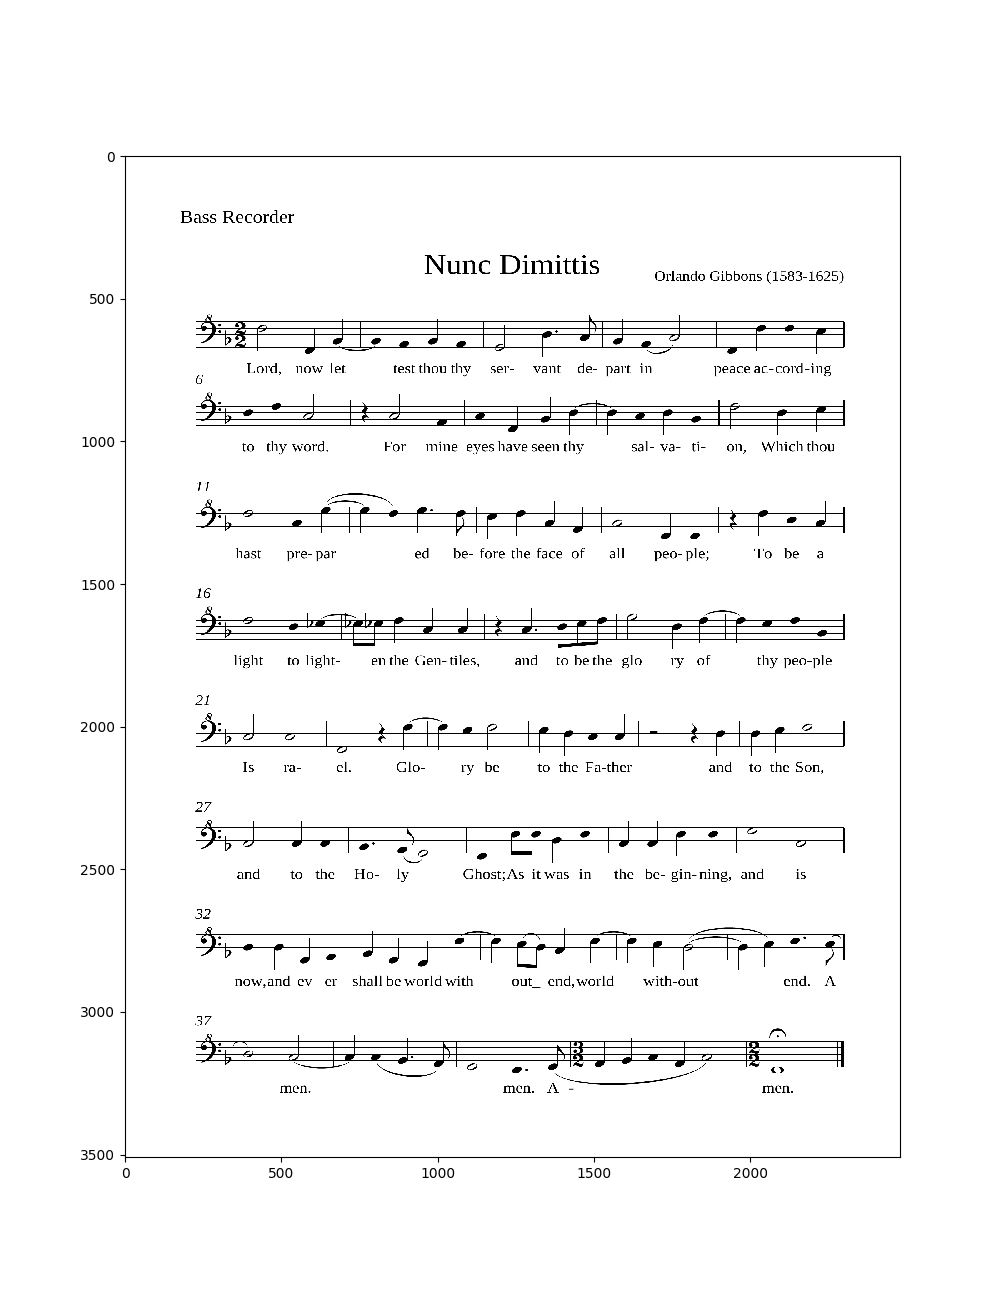 0
Bass Recorder
Nunc Dimittis
Orlando Gibbons (1583-1625)
500
Lord, now let test thou thy ser- vant de- part in peace ac-cord-ing
6
to thy word. For mine eyes have seen thy sal- va- ti- on, Which thou
1000
11
hast pre- par ed be- fore the face of all peo- ple; To be a
1500
16
light to light- en the Gen- tiles, and to be the glo ry of thy peo-ple
21
2000
Is ra- el. Glo- ry be to the Fa-ther and to the Son,
27
and to the Ho- ly Ghost; As it was in the be- gin- ning, and is
2500
32
now, and ev er shall be world with out_ end, world with-out end. A
3000
37
men. men. A - men.
3500
0 500 1000 1500 2000